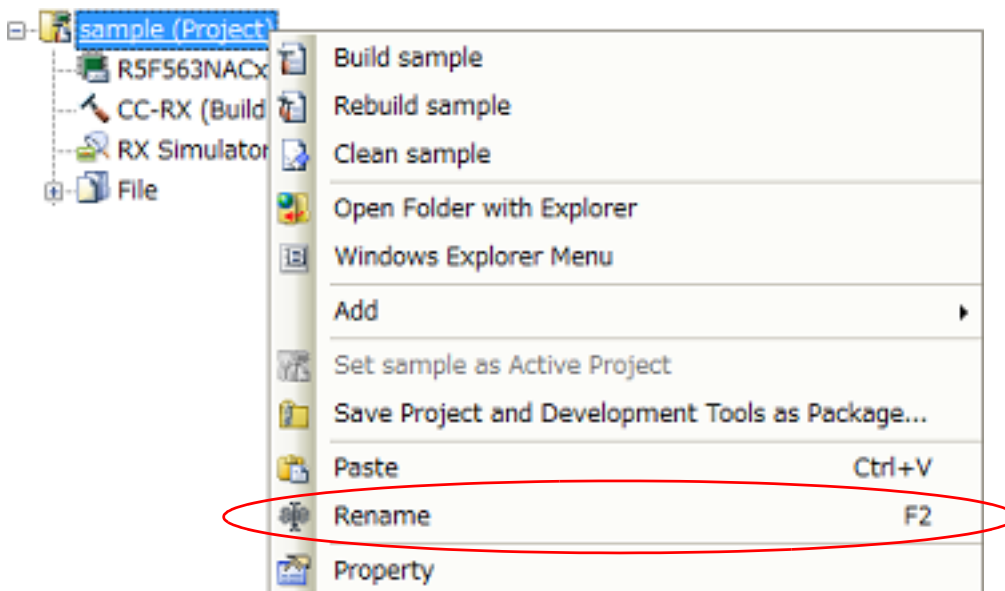 sample (Project)
R5F563NACx
CC-RX (Build
RX Simulator
File
Build sample
Rebuild sample
Clean sample
Open Folder with Explorer
Windows Explorer Menu
Add
Set sample as Active Project
Save Project and Development Tools as Package...
Paste Ctrl+V
Rename F2
Property